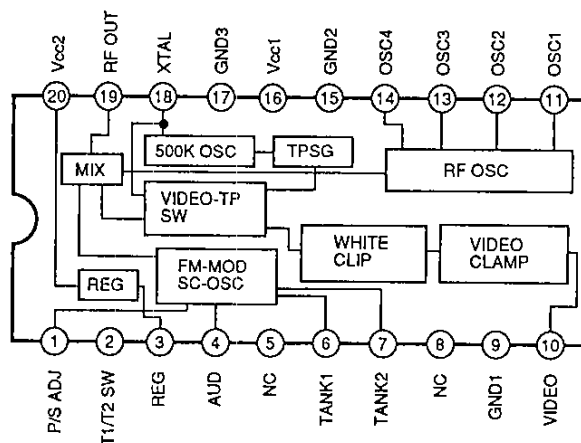 Vcc2
RF OUT
XTAL
GND3
Vcc1
GND2
OSC4
OSC3
OSC2
OSC1
20
19
18
17
16
15
14
13
12
11
500K OSC
TPSG
MIX
RF OSC
VIDEO-TP
SW
WHITE
CLIP
VIDEO
CLAMP
FM-MOD
SC-OSC
REG
1
2
3
4
5
6
7
8
9
10
P/S ADJ
T1/T2 SW
REG
AUD
NC
TANK1
TANK2
NC
GND1
VIDEO